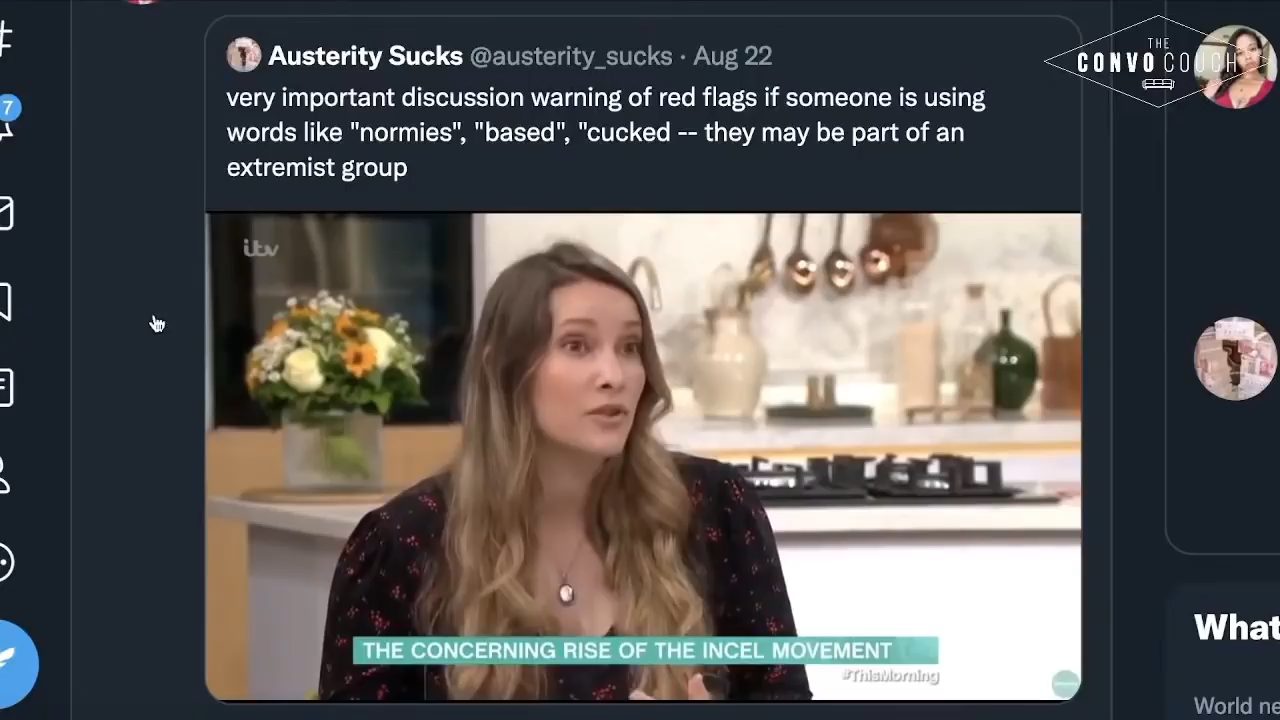 THE
CONVO COUCH
#
7
Austerity Sucks @austerity_sucks · Aug 22
very important discussion warning of red flags if someone is using
words like "normies", "based", "cucked -- they may be part of an
extremist group
itv
THE CONCERNING RISE OF THE INCEL MOVEMENT
#ThisMorning
What
World ne